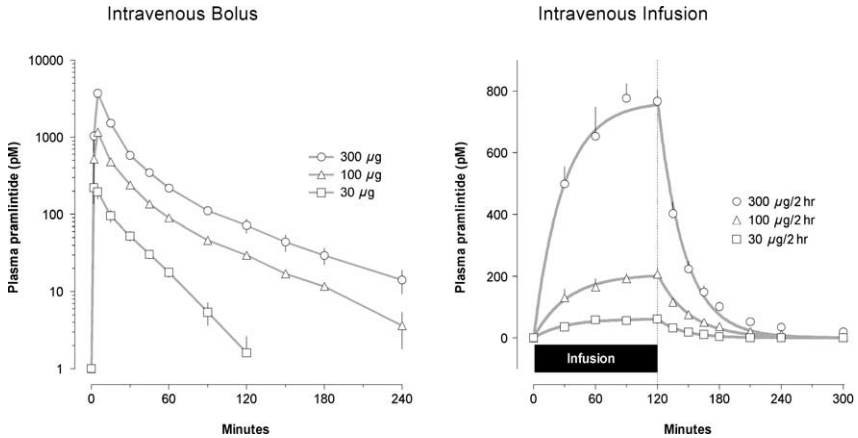 Intravenous Bolus
Plasma pramlintide (pM)
10000
1000
100
10
1
300 µg
100 µg
30 µg
0 60 120 180 240
Minutes
Intravenous Infusion
Plasma pramlintide (pM)
800
600
400
200
0
300 µg/2 hr
100 µg/2 hr
30 µg/2 hr
Infusion
0 60 120 180 240 300
Minutes